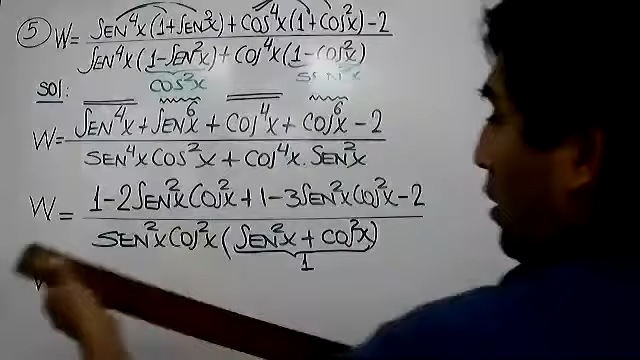 ⑤ W = SEN⁴x(1+SEN²x)+COS⁴x(1+COS²x)-2
SEN⁴x(1-SEN²x)+COS⁴x(1-COS²x)
COS²x SEN²x
SOL:
W = SEN⁴x+SEN⁶x+COS⁴x+COS⁶x-2
SEN⁴xCOS²x+COS⁴x.SEN²x
W = 1-2SEN²xCOS²x+1-3SEN²xCOS²x-2
SEN²xCOS²x(SEN²x+COS²x)
1